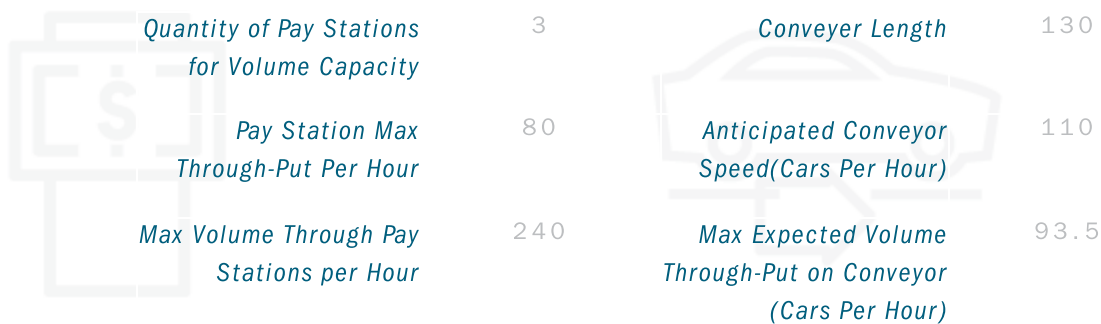 Quantity of Pay Stations 3
for Volume Capacity
Pay Station Max 80
Through-Put Per Hour
Max Volume Through Pay 240
Stations per Hour
Conveyer Length 130
Anticipated Conveyor 110
Speed(Cars Per Hour)
Max Expected Volume 93.5
Through-Put on Conveyor
(Cars Per Hour)
$